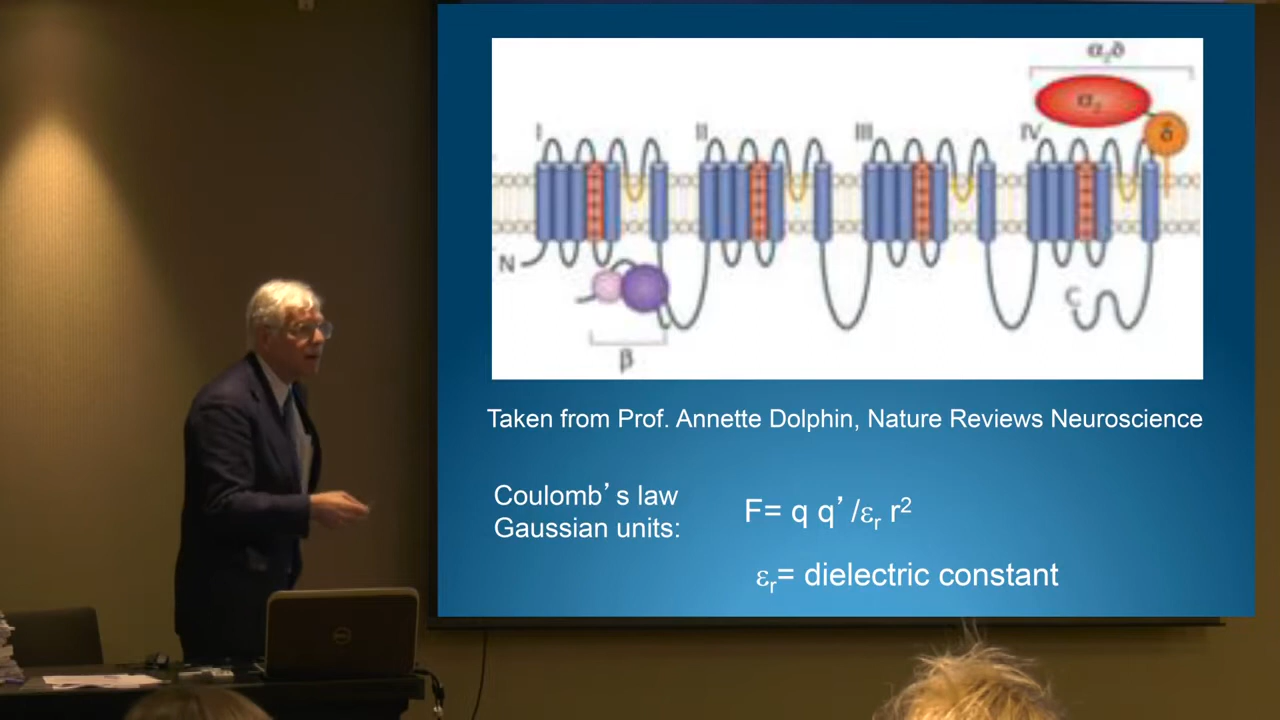 α₂δ
α₂
δ
I
II
III
IV
N
C
β
Taken from Prof. Annette Dolphin, Nature Reviews Neuroscience
Coulomb’s law
Gaussian units:
F= q q’ /εᵣ r²
εᵣ= dielectric constant